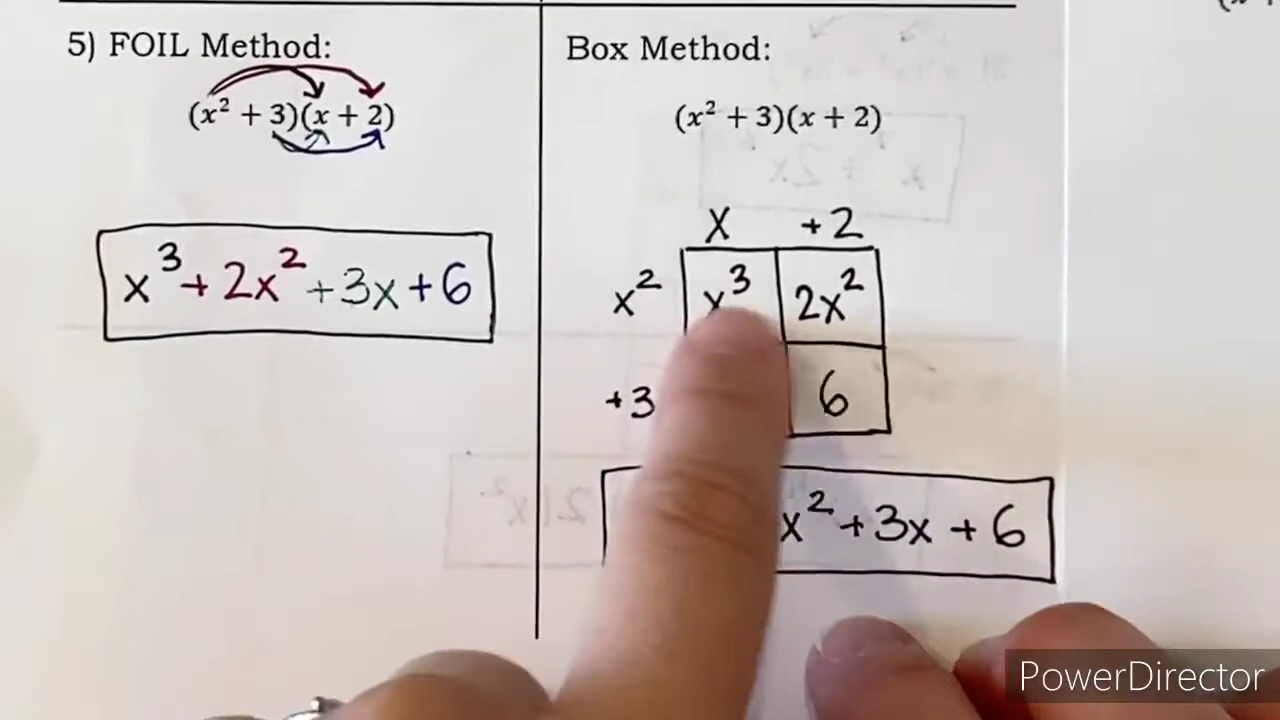 5) FOIL Method:
(x² + 3)(x + 2)
x³ + 2x² + 3x + 6
Box Method:
(x² + 3)(x + 2)
x +2
x² x³ 2x²
+3 6
x² + 3x + 6
PowerDirector